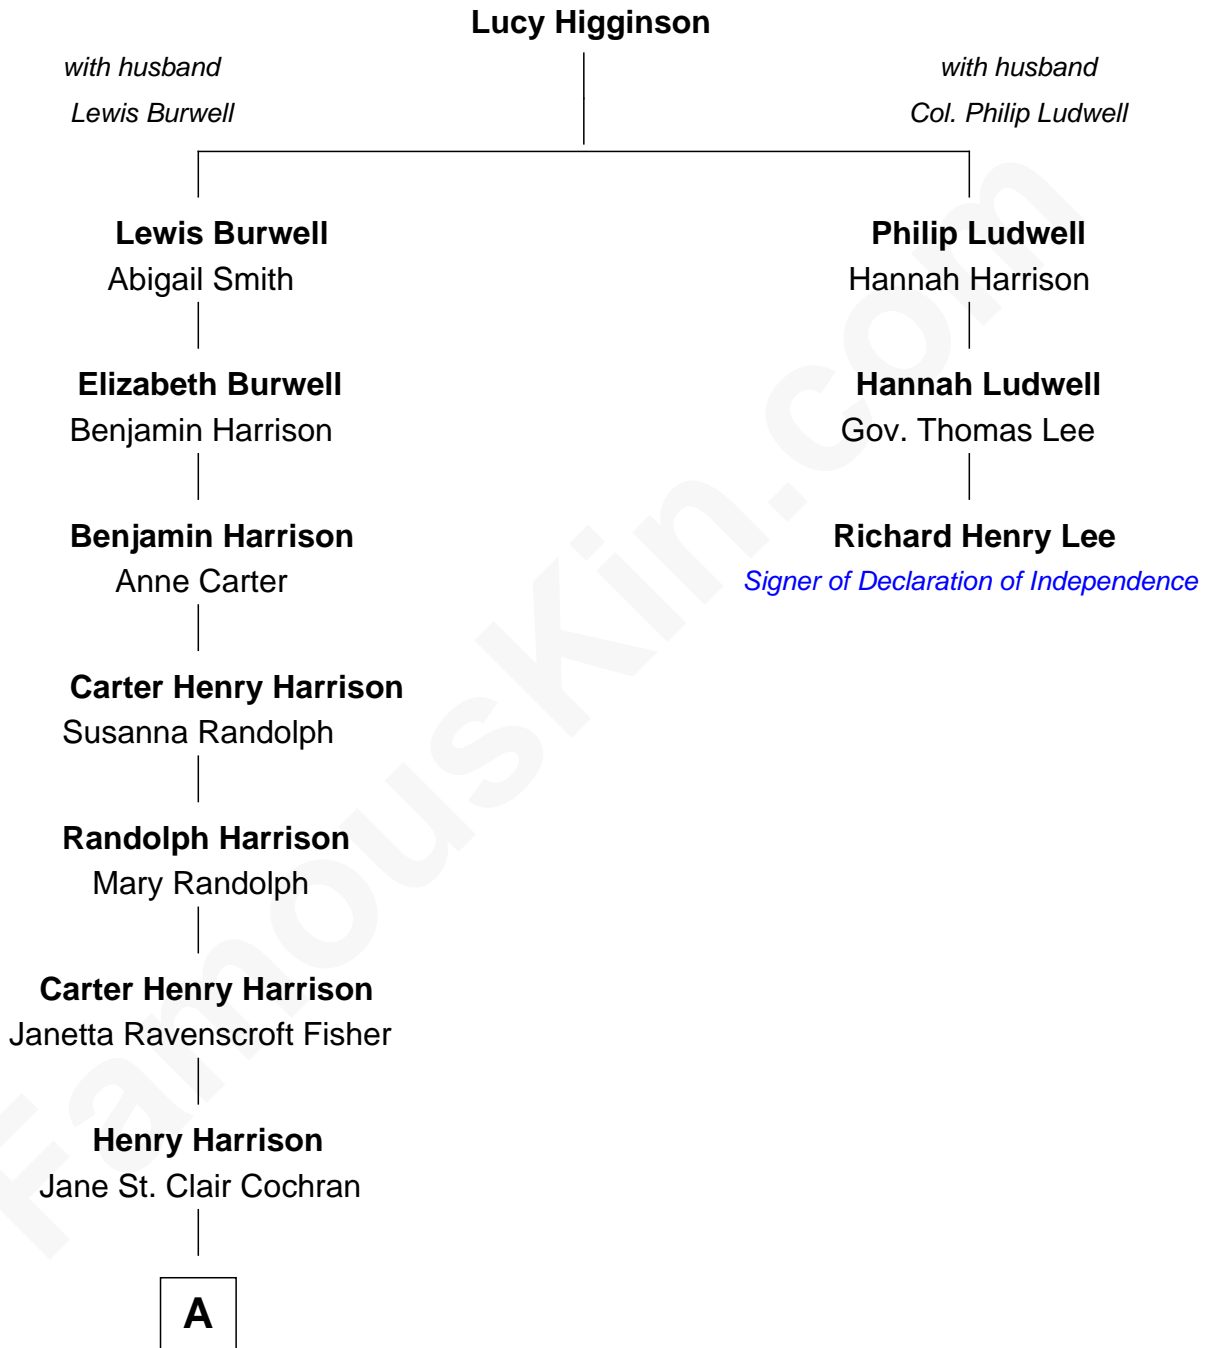 Lucy Higginson
with husband
Lewis Burwell
with husband
Col. Philip Ludwell
Lewis Burwell
Abigail Smith
Philip Ludwell
Hannah Harrison
Elizabeth Burwell
Benjamin Harrison
Hannah Ludwell
Gov. Thomas Lee
Benjamin Harrison
Anne Carter
Richard Henry Lee
Signer of Declaration of Independence
Carter Henry Harrison
Susanna Randolph
Randolph Harrison
Mary Randolph
Carter Henry Harrison
Janetta Ravenscroft Fisher
Henry Harrison
Jane St. Clair Cochran
A
FamousKin.com